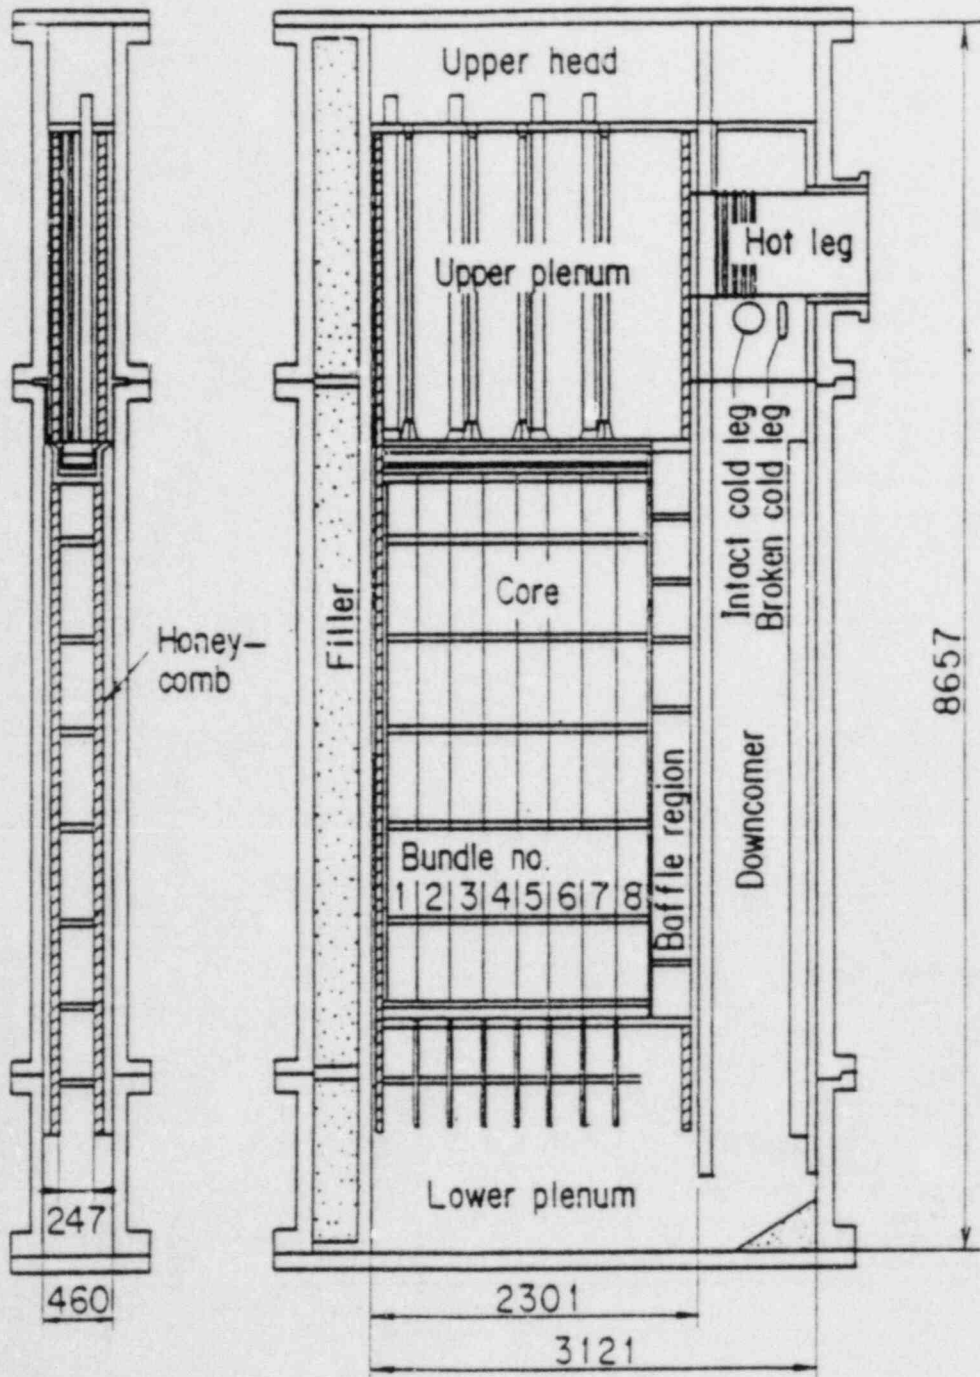 Upper head
Hot leg
Upper plenum
Intact cold leg
Broken cold leg
Core
Filler
Honey-
comb
8657
Downcomer
Baffle region
Bundle no.
1 2 3 4 5 6 7 8
Lower plenum
247
460
2301
3121